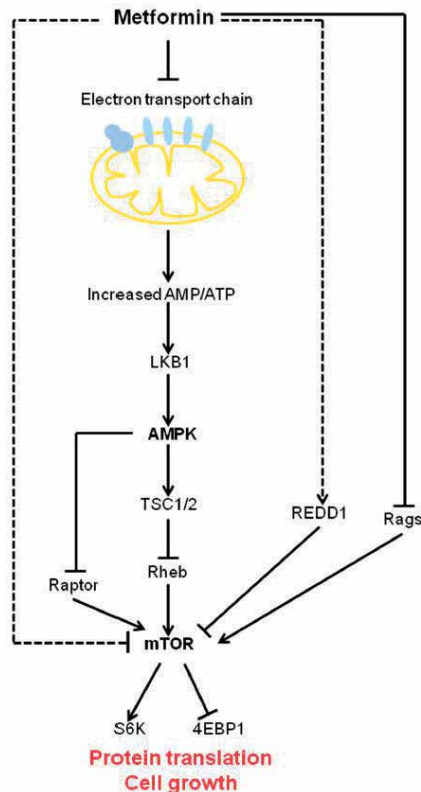 Metformin
Electron transport chain
Increased AMP/ATP
LKB1
AMPK
TSC1/2
REDD1
Rags
Raptor
Rheb
mTOR
S6K
4EBP1
Protein translation
Cell growth